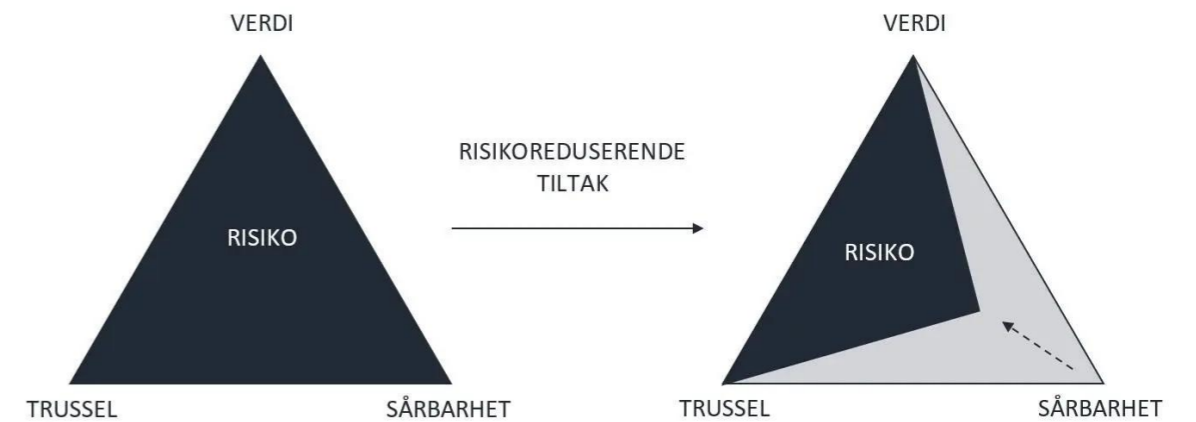 VERDI
RISIKO
TRUSSEL
SÅRBARHET
RISIKOREDUSERENDE
TILTAK
VERDI
RISIKO
TRUSSEL
SÅRBARHET